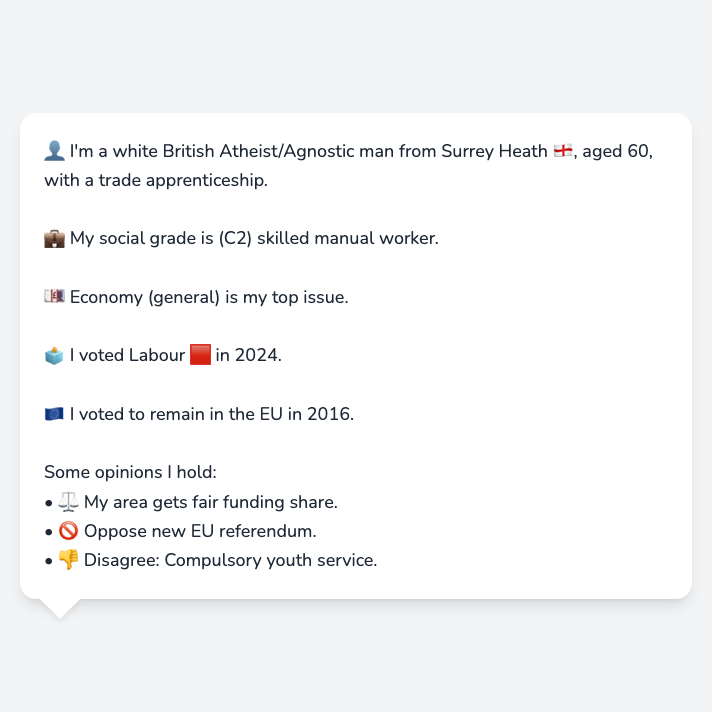 👤 I'm a white British Atheist/Agnostic man from Surrey Heath 🏴󠁧󠁢󠁥󠁮󠁧󠁿, aged 60,
with a trade apprenticeship.
💼 My social grade is (C2) skilled manual worker.
💷 Economy (general) is my top issue.
🗳️ I voted Labour 🟥 in 2024.
🇪🇺 I voted to remain in the EU in 2016.
Some opinions I hold:
• ⚖️ My area gets fair funding share.
• 🚫 Oppose new EU referendum.
• 👎 Disagree: Compulsory youth service.